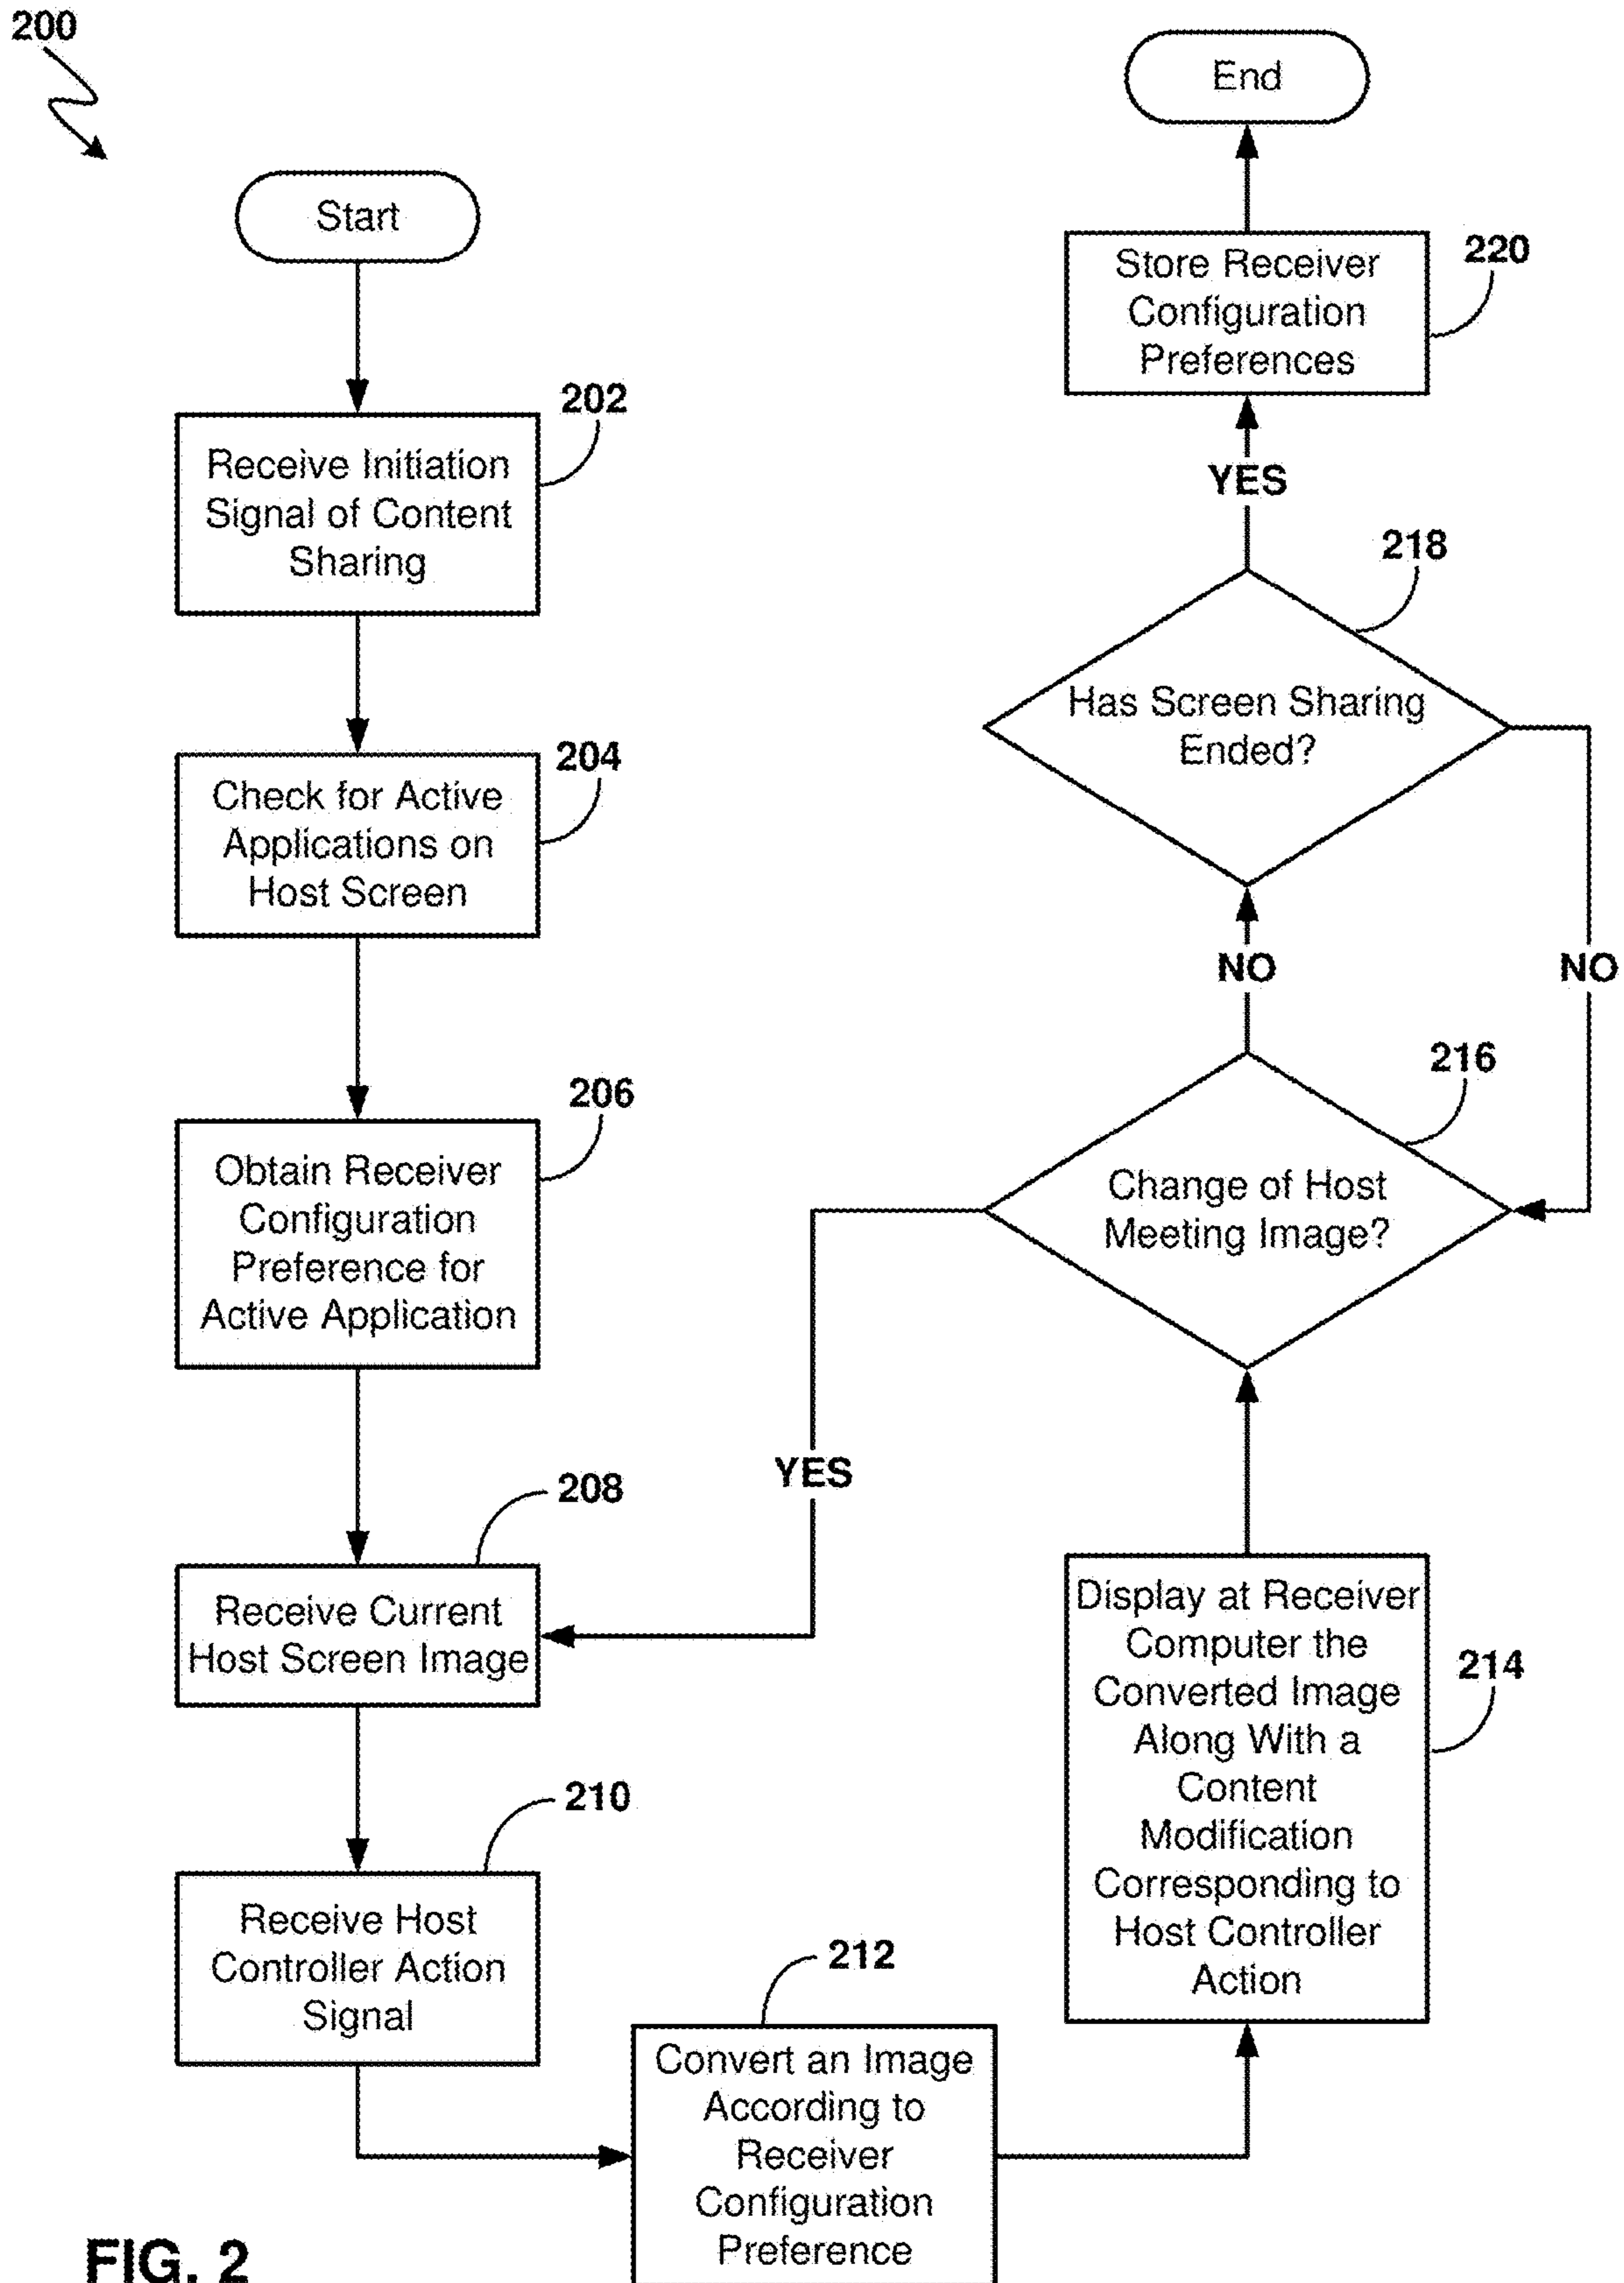 200
Start
202
Receive Initiation
Signal of Content
Sharing
204
Check for Active
Applications on
Host Screen
206
Obtain Receiver
Configuration
Preference for
Active Application
208
Receive Current
Host Screen Image
210
Receive Host
Controller Action
Signal
212
Convert an Image
According to
Receiver
Configuration
Preference
214
Display at Receiver
Computer the
Converted Image
Along With a
Content
Modification
Corresponding to
Host Controller
Action
216
Change of Host
Meeting Image?
YES
NO
218
Has Screen Sharing
Ended?
NO
YES
220
Store Receiver
Configuration
Preferences
End
FIG. 2